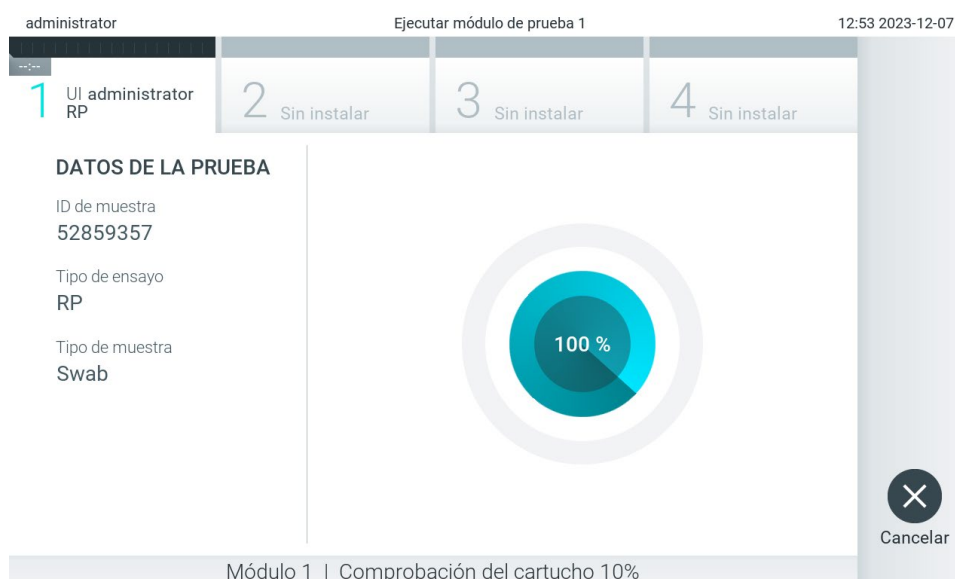 administrator
Ejecutar módulo de prueba 1
12:53 2023-12-07
--:--
1 UI administrator
RP
2 Sin instalar
3 Sin instalar
4 Sin instalar
DATOS DE LA PRUEBA
ID de muestra
52859357
Tipo de ensayo
RP
Tipo de muestra
Swab
100 %
Cancelar
Módulo 1 | Comprobación del cartucho 10%